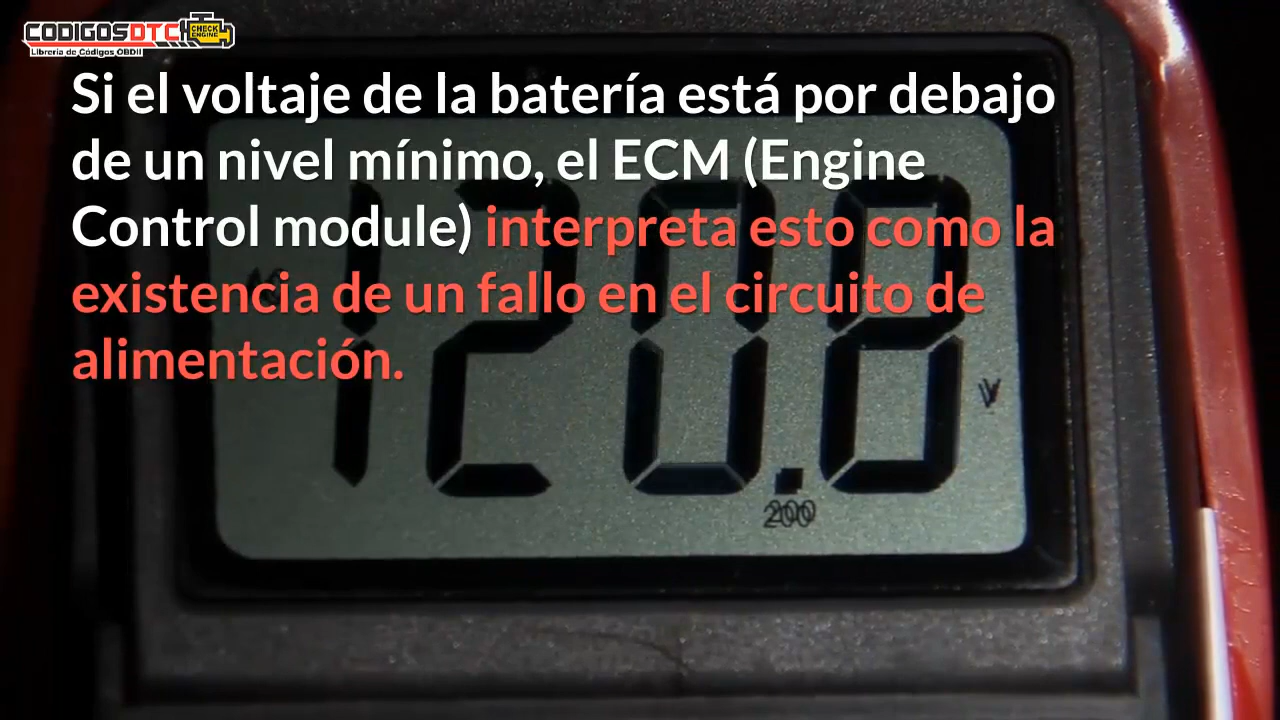 CODIGOSDTC
CHECK
ENGINE
Librería de Códigos OBDII
Si el voltaje de la batería está por debajo
de un nivel mínimo, el ECM (Engine
Control module) interpreta esto como la
existencia de un fallo en el circuito de
alimentación.
120.8
V
200